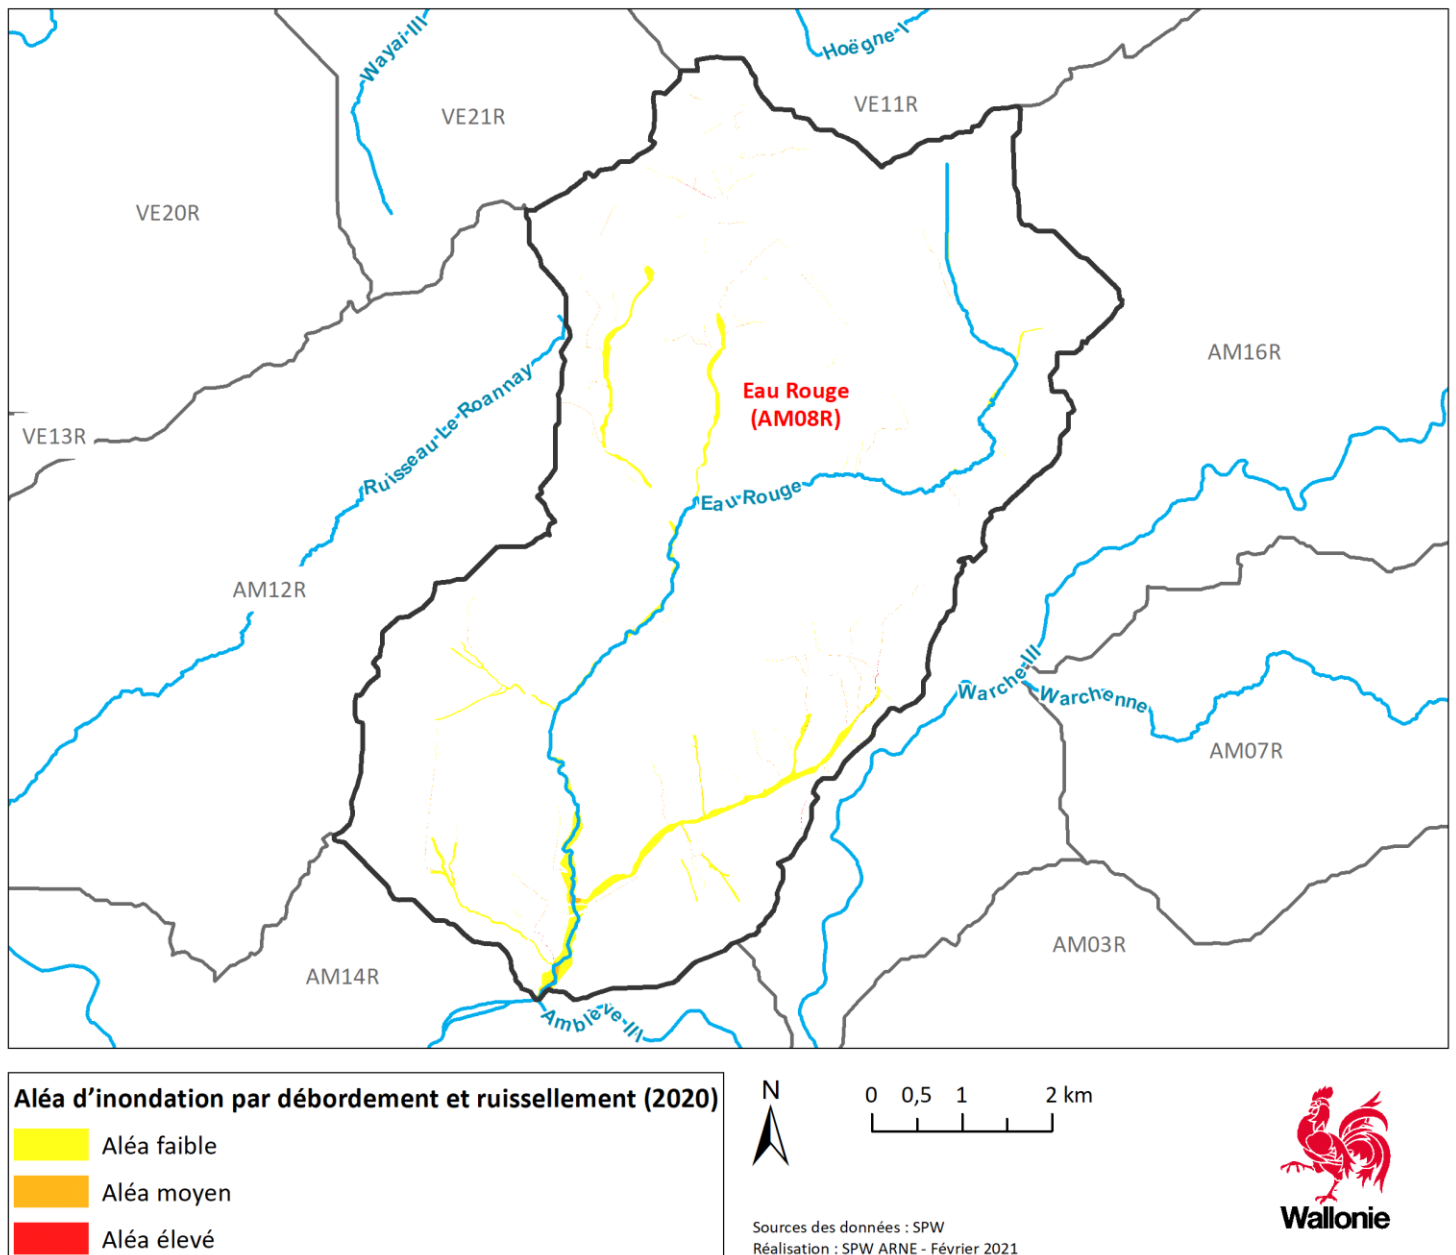 Wayai-III
Hoëgne-I
VE11R
VE21R
VE20R
AM16R
Ruisseau-Le-Roannay
Eau Rouge
(AM08R)
VE13R
Eau-Rouge
AM12R
Warche-III
Warchenne
AM07R
AM03R
AM14R
Amblève-III
Aléa d’inondation par débordement et ruissellement (2020)
Aléa faible
Aléa moyen
Aléa élevé
N
0 0,5 1 2 km
Sources des données : SPW
Réalisation : SPW ARNE - Février 2021
Wallonie